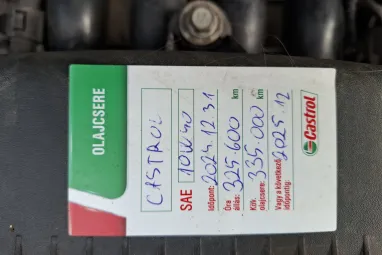 OLAJCSERE
CASTROL
SAE 10W40
Időpont: 2024.12.31
Óra állás: 325.600 km
Köv. olajcsere: 335.000 km
Vagy a következő időpontig: 2025.12
Castrol